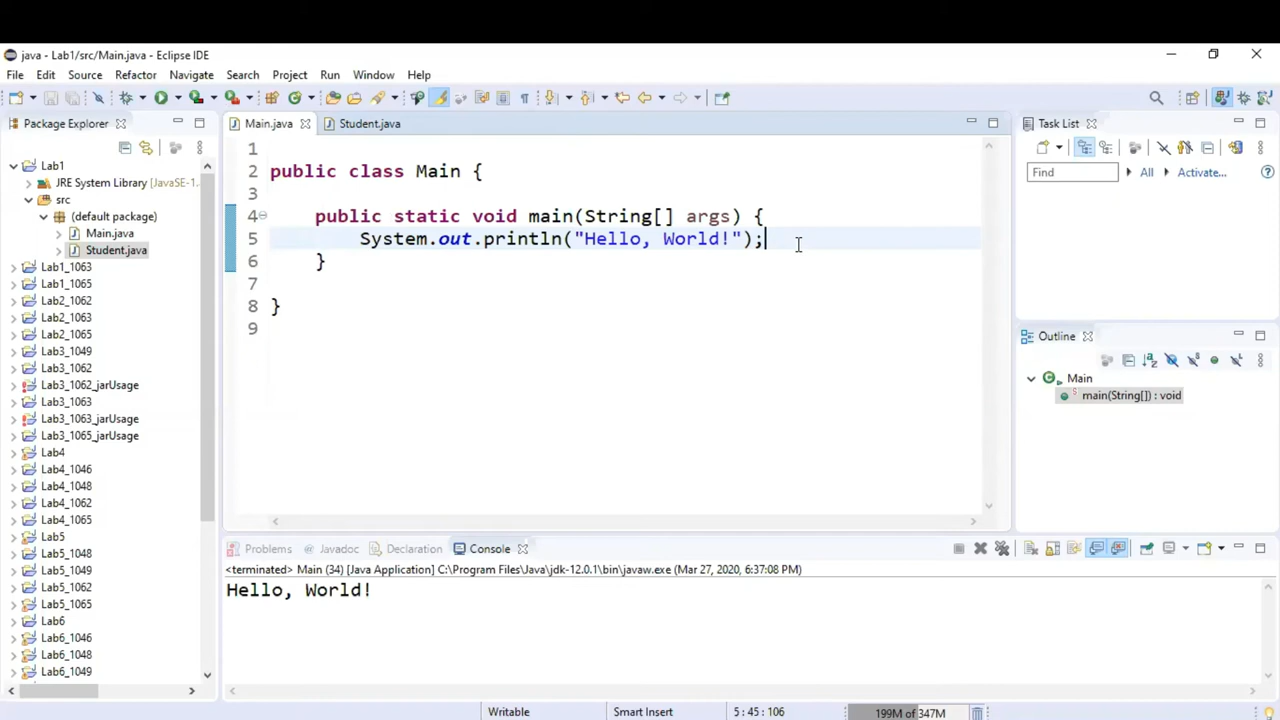 java - Lab1/src/Main.java - Eclipse IDE
File Edit Source Refactor Navigate Search Project Run Window Help
Package Explorer
Lab1
JRE System Library [JavaSE-1.
src
(default package)
Main.java
Student.java
Lab1_1063
Lab1_1065
Lab2_1062
Lab2_1063
Lab2_1065
Lab3_1049
Lab3_1062
Lab3_1062_jarUsage
Lab3_1063
Lab3_1063_jarUsage
Lab3_1065_jarUsage
Lab4
Lab4_1046
Lab4_1048
Lab4_1062
Lab4_1065
Lab5
Lab5_1048
Lab5_1049
Lab5_1062
Lab5_1065
Lab6
Lab6_1046
Lab6_1048
Lab6_1049
Main.java Student.java
1
2 public class Main {
3
4 public static void main(String[] args) {
5 System.out.println("Hello, World!");
6 }
7
8 }
9
Task List
Find All Activate...
Outline
Main
main(String[]) : void
Problems Javadoc Declaration Console
<terminated> Main (34) [Java Application] C:\Program Files\Java\jdk-12.0.1\bin\javaw.exe (Mar 27, 2020, 6:37:08 PM)
Hello, World!
Writable Smart Insert 5 : 45 : 106 199M of 347M